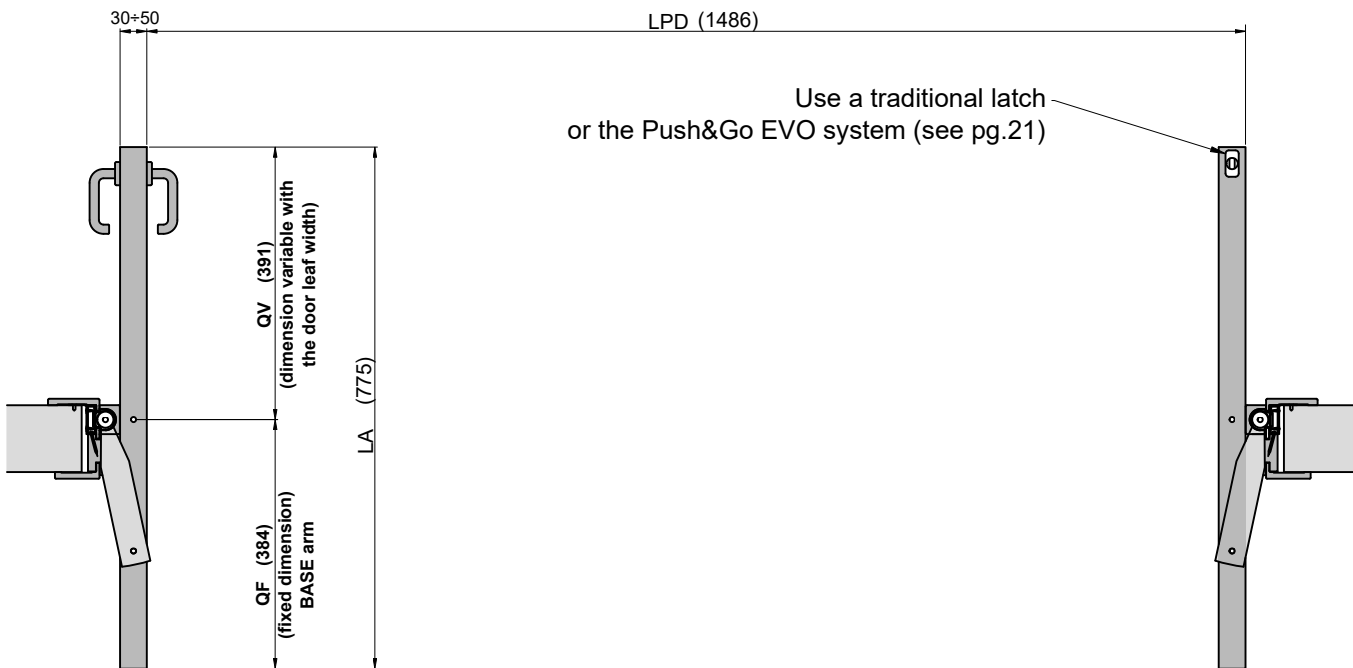 30÷50
LPD (1486)
Use a traditional latch
or the Push&Go EVO system (see pg.21)
QV (391)
(dimension variable with
the door leaf width)
LA (775)
QF (384)
(fixed dimension)
BASE arm